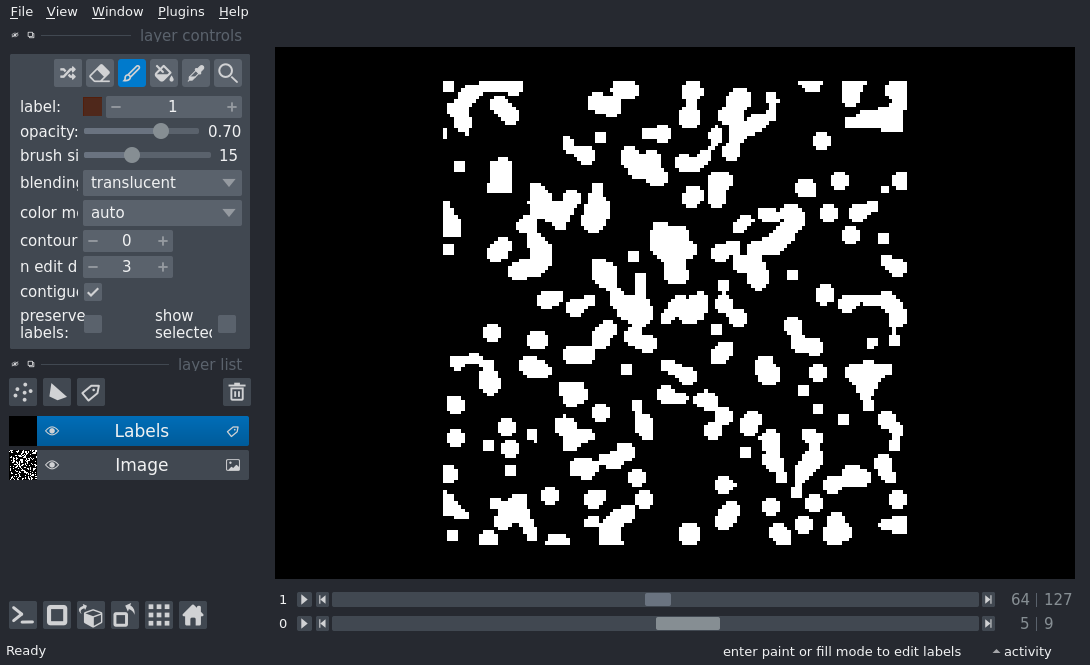 File View Window Plugins Help
layer controls
label: 1
opacity: 0.70
brush si 15
blending translucent
color m auto
contour 0
n edit d 3
contigu
preserve labels: show selected
layer list
Labels
Image
1 64 | 127
0 5 | 9
Ready enter paint or fill mode to edit labels activity